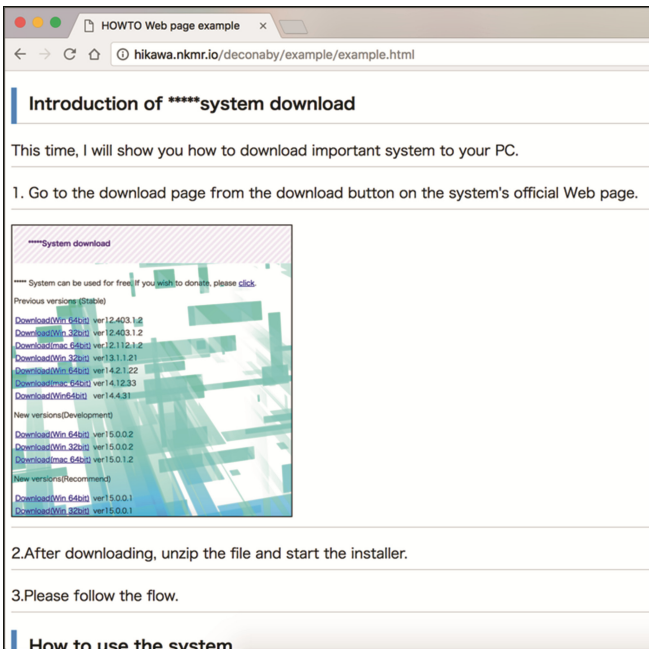 HOWTO Web page example
hikawa.nkmr.io/deconaby/example/example.html
Introduction of *****system download
This time, I will show you how to download important system to your PC.
1. Go to the download page from the download button on the system's official Web page.
*****System download
***** System can be used for free. If you wish to donate, please click.
Previous versions (Stable)
Download(Win 64bit) ver12.403.1.2
Download(Win 32bit) ver12.403.1.2
Download(mac 64bit) ver12.112.1.2
Download(Win 32bit) ver13.1.1.21
Download(Win 64bit) ver14.2.1.22
Download(mac 64bit) ver14.12.33
Download(Win64bit) ver14.4.31
New versions(Development)
Download(Win 64bit) ver15.0.0.2
Download(Win 32bit) ver15.0.0.2
Download(mac 64bit) ver15.0.1.2
New versions(Recommend)
Download(Win 64bit) ver15.0.0.1
Download(Win 32bit) ver15.0.0.1
2.After downloading, unzip the file and start the installer.
3.Please follow the flow.
How to use the system